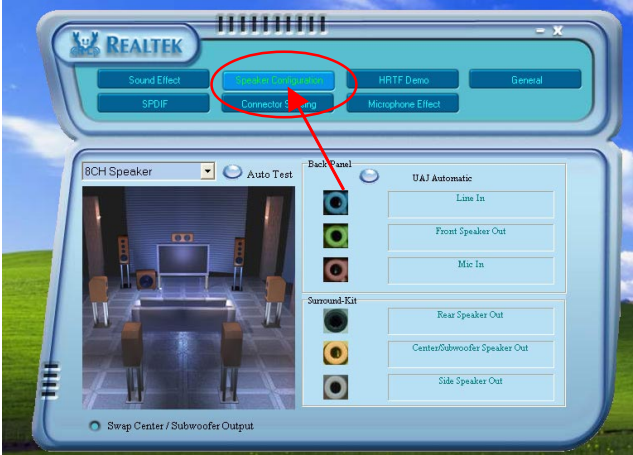 REALTEK
- X
Sound Effect
Speaker Configuration
HRTF Demo
General
SPDIF
Connector Sensing
Microphone Effect
8CH Speaker
Auto Test
Back Panel
UAJ Automatic
Line In
Front Speaker Out
Mic In
Surround-Kit
Rear Speaker Out
Center/Subwoofer Speaker Out
Side Speaker Out
Swap Center / Subwoofer Output